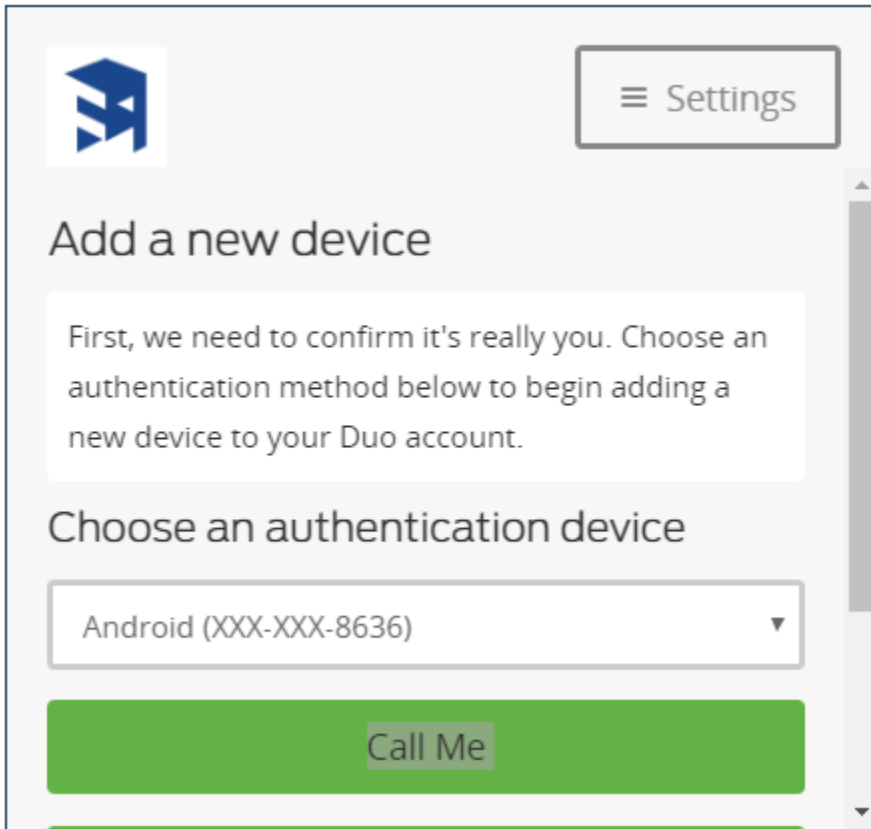 ≡ Settings
Add a new device
First, we need to confirm it's really you. Choose an
authentication method below to begin adding a
new device to your Duo account.
Choose an authentication device
Android (XXX-XXX-8636)
Call Me